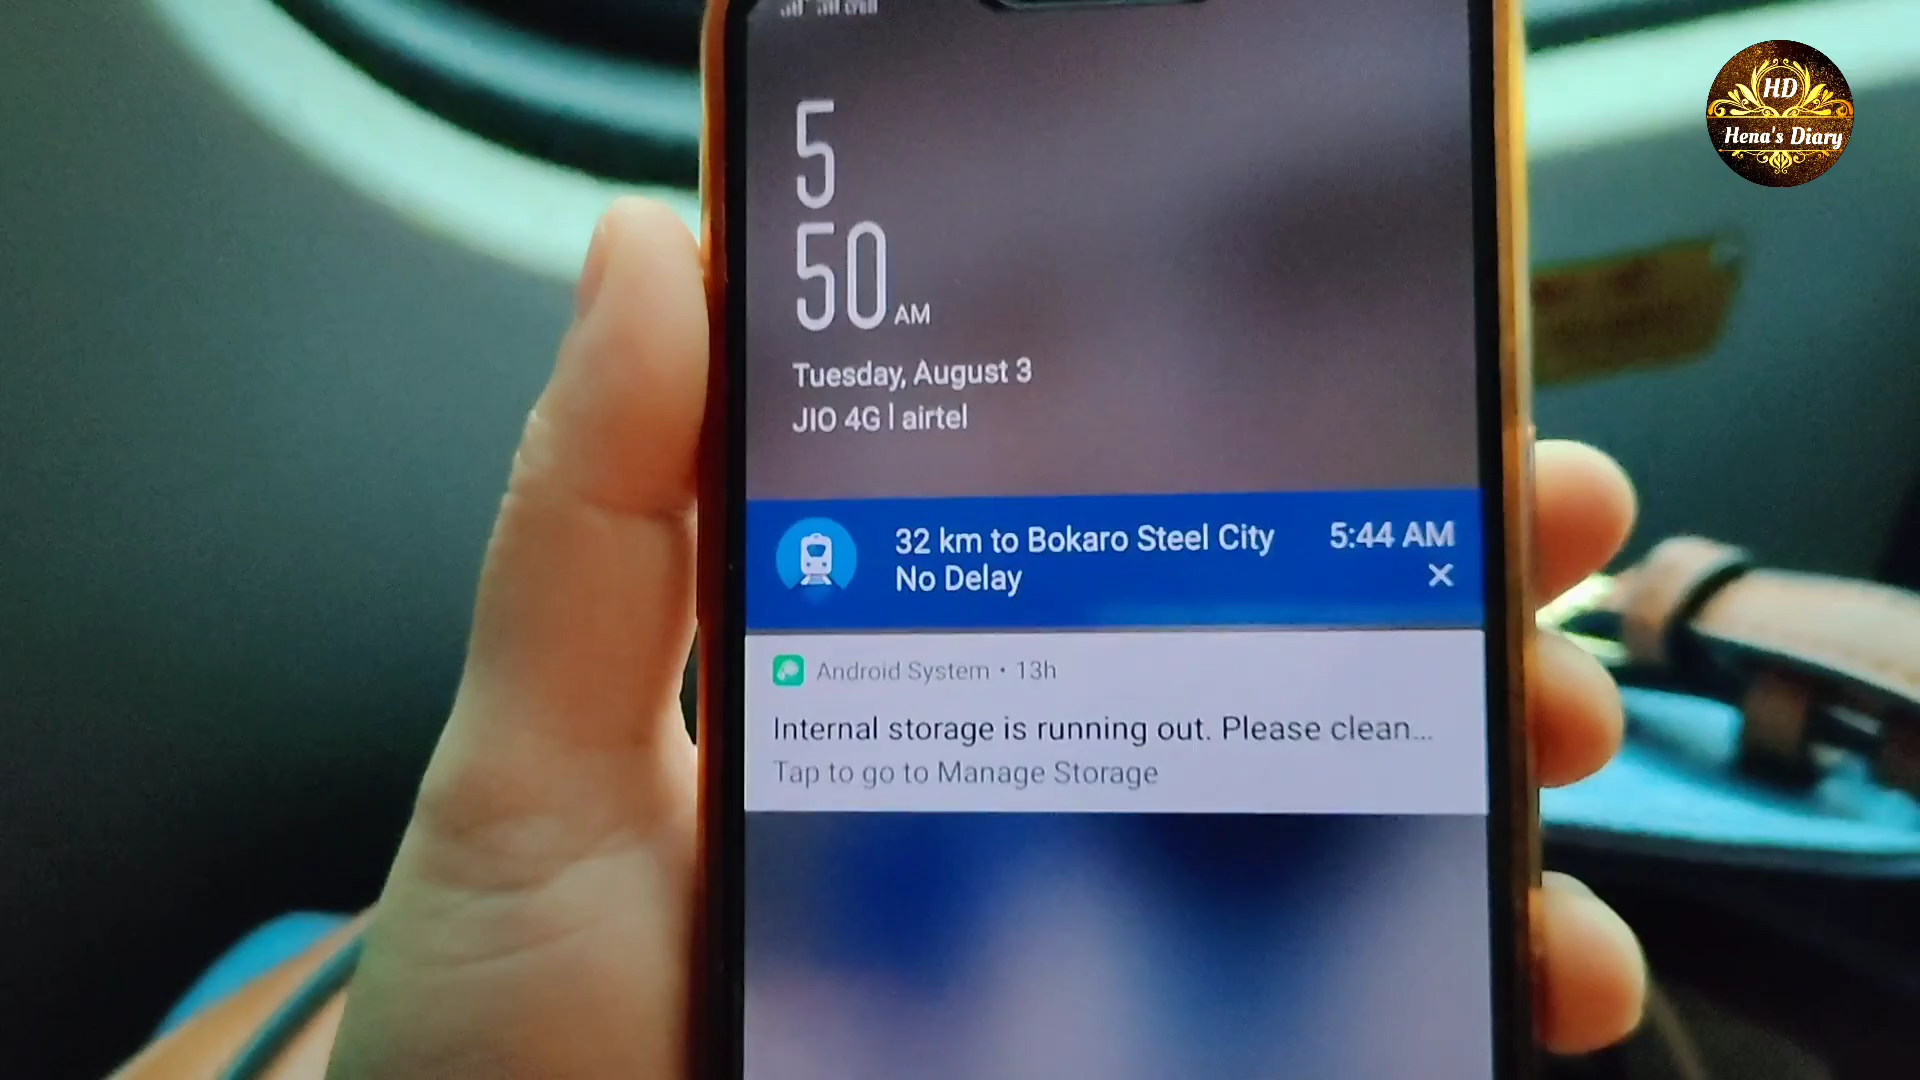 5
50 AM
Tuesday, August 3
JIO 4G | airtel
32 km to Bokaro Steel City 5:44 AM
No Delay
Android System • 13h
Internal storage is running out. Please clean...
Tap to go to Manage Storage
HD
Hena's Diary